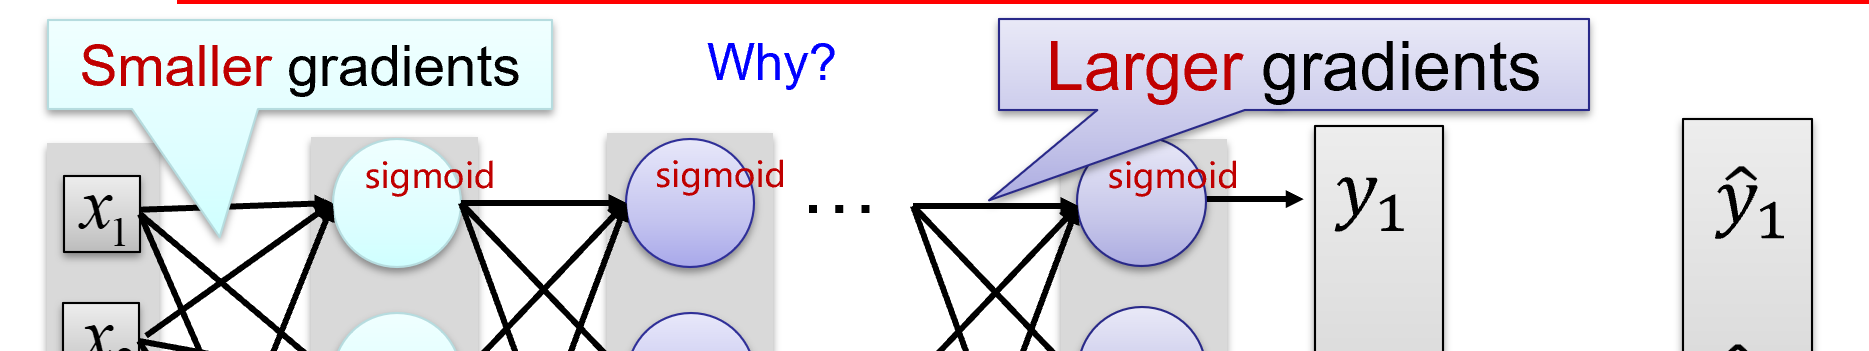 Smaller gradients
Why?
Larger gradients
sigmoid
sigmoid
…
sigmoid
x₁
y₁
ŷ₁